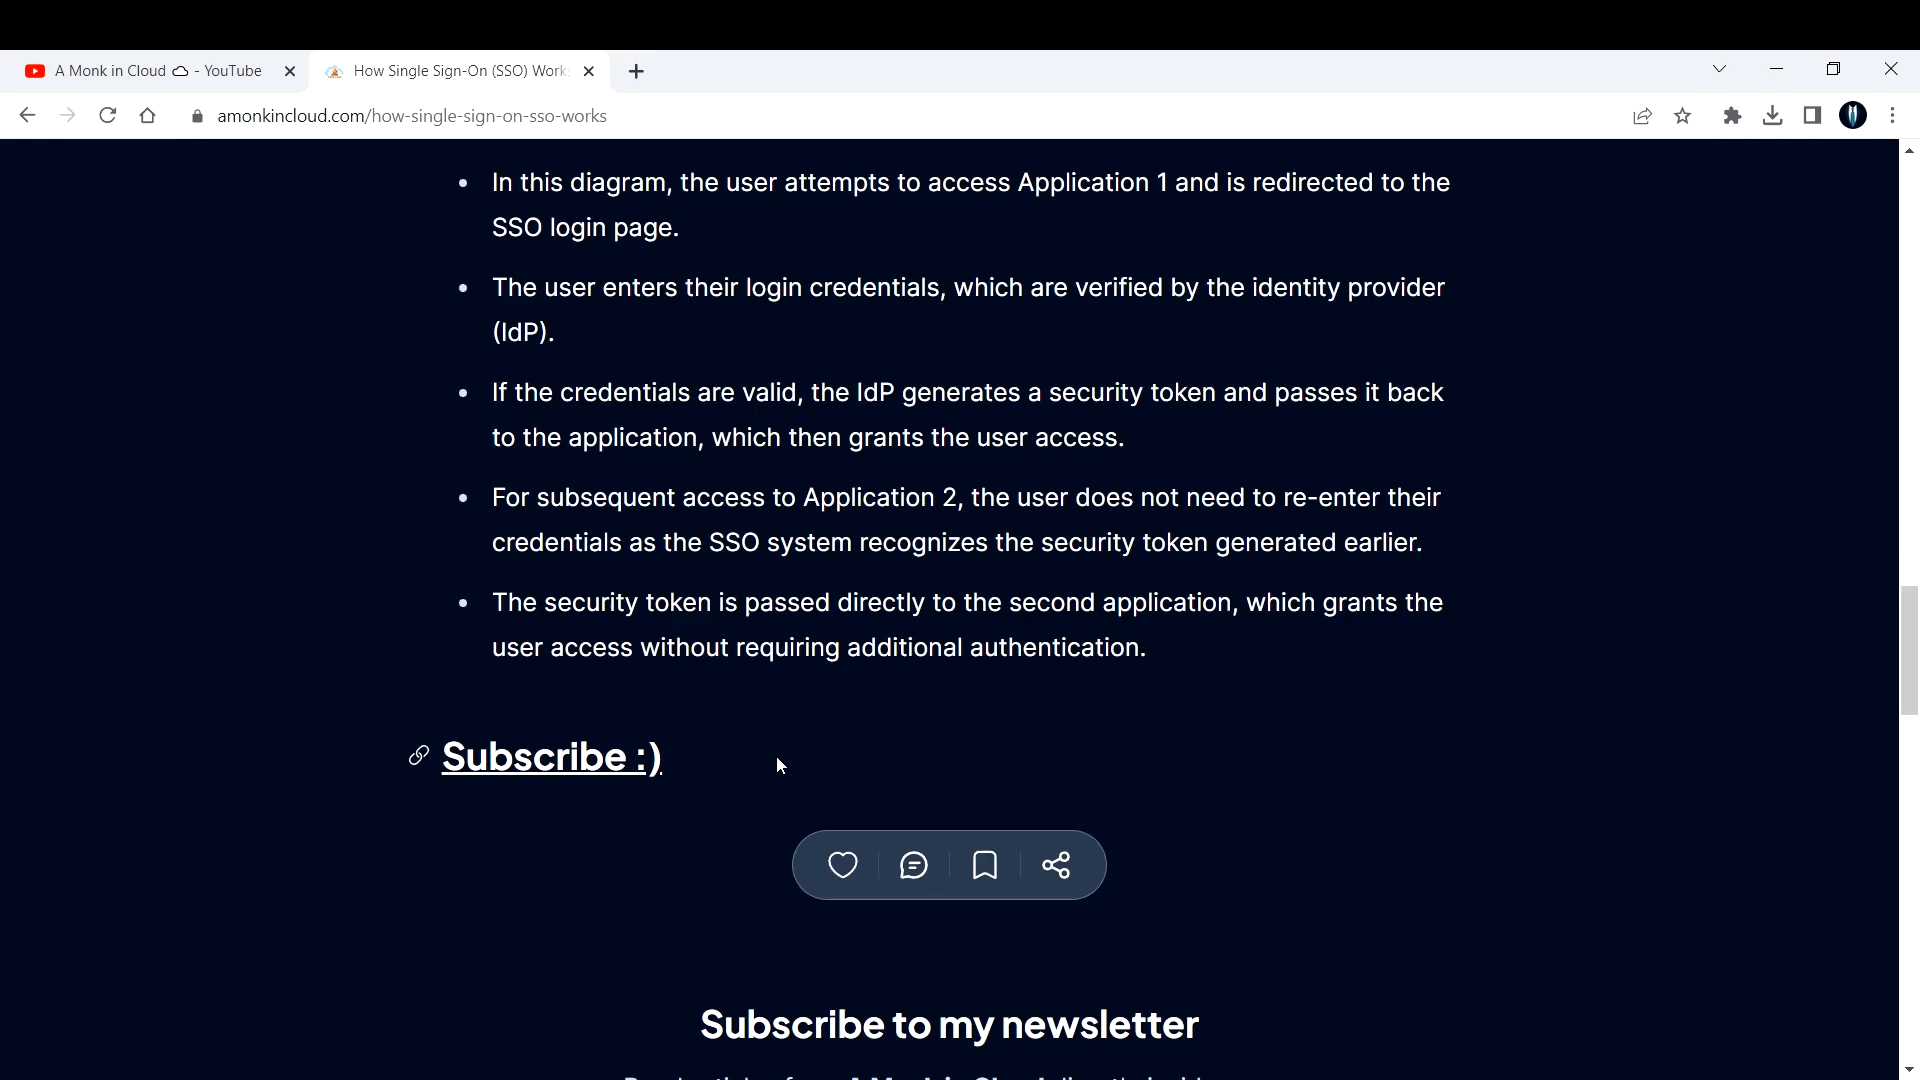 A Monk in Cloud - YouTube
How Single Sign-On (SSO) Work
amonkincloud.com/how-single-sign-on-sso-works
• In this diagram, the user attempts to access Application 1 and is redirected to the
SSO login page.
• The user enters their login credentials, which are verified by the identity provider
(IdP).
• If the credentials are valid, the IdP generates a security token and passes it back
to the application, which then grants the user access.
• For subsequent access to Application 2, the user does not need to re-enter their
credentials as the SSO system recognizes the security token generated earlier.
• The security token is passed directly to the second application, which grants the
user access without requiring additional authentication.
Subscribe :)
Subscribe to my newsletter